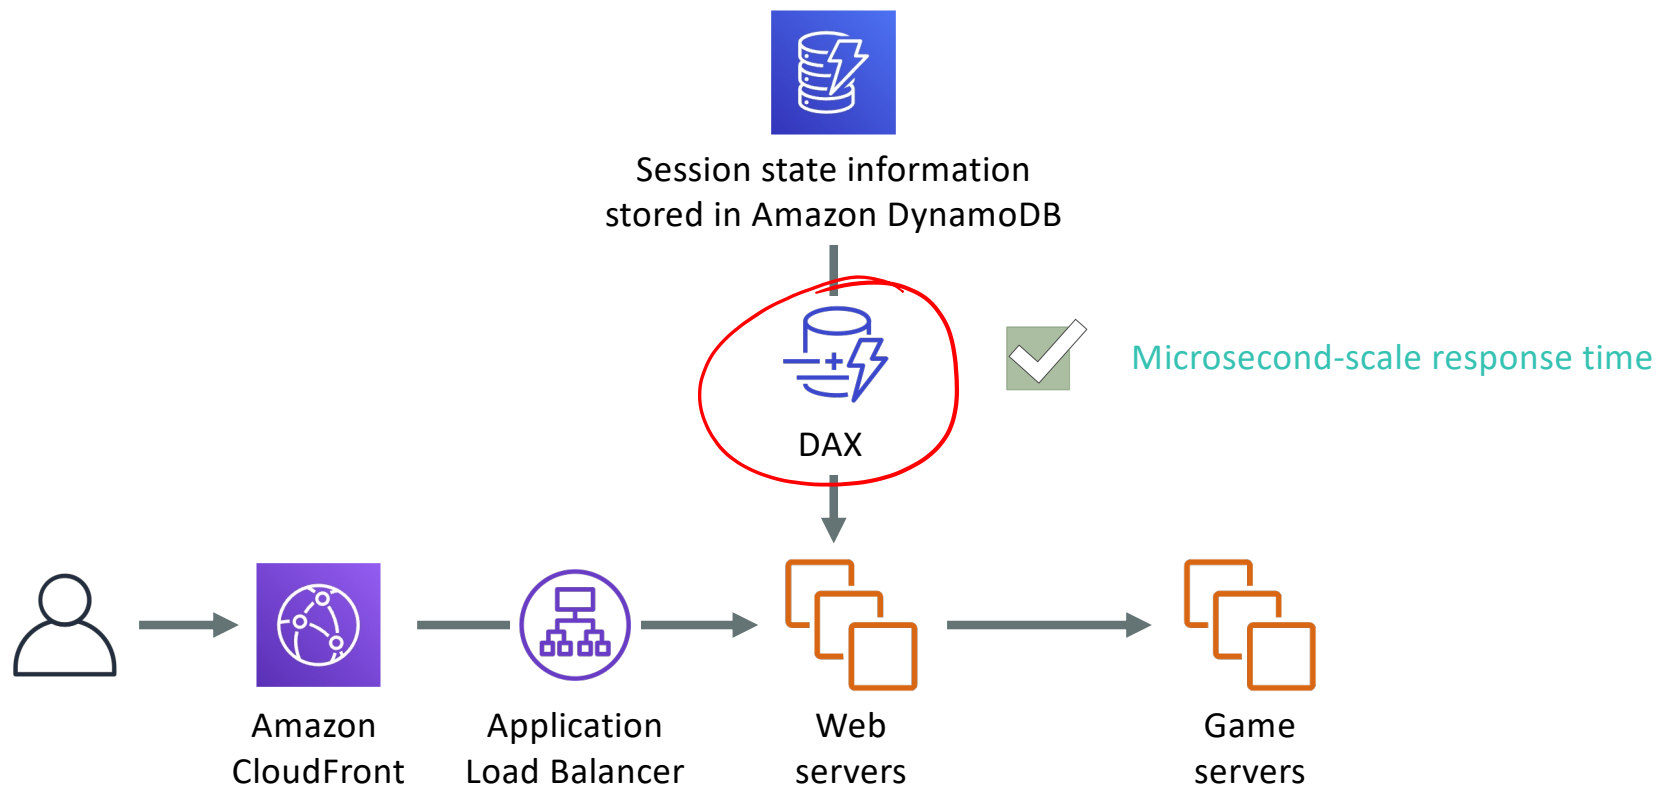 Session state information
stored in Amazon DynamoDB
DAX
Microsecond-scale response time
Amazon
CloudFront
Application
Load Balancer
Web
servers
Game
servers